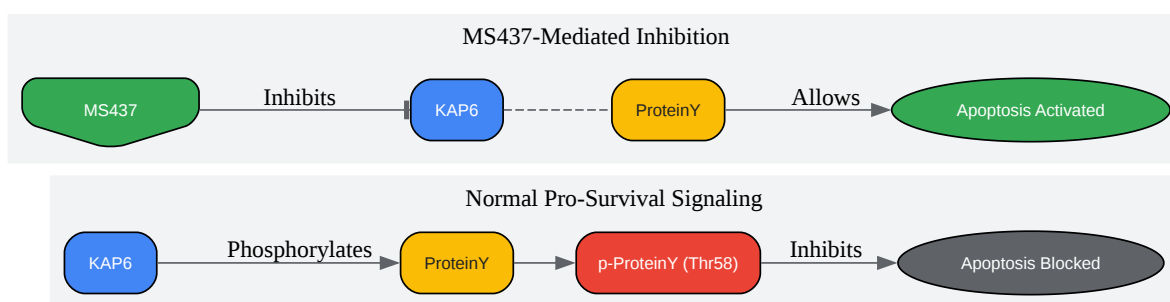 MS437-Mediated Inhibition
MS437 Inhibits KAP6 ProteinY Allows Apoptosis Activated
Normal Pro-Survival Signaling
KAP6 Phosphorylates ProteinY p-ProteinY (Thr58) Inhibits Apoptosis Blocked